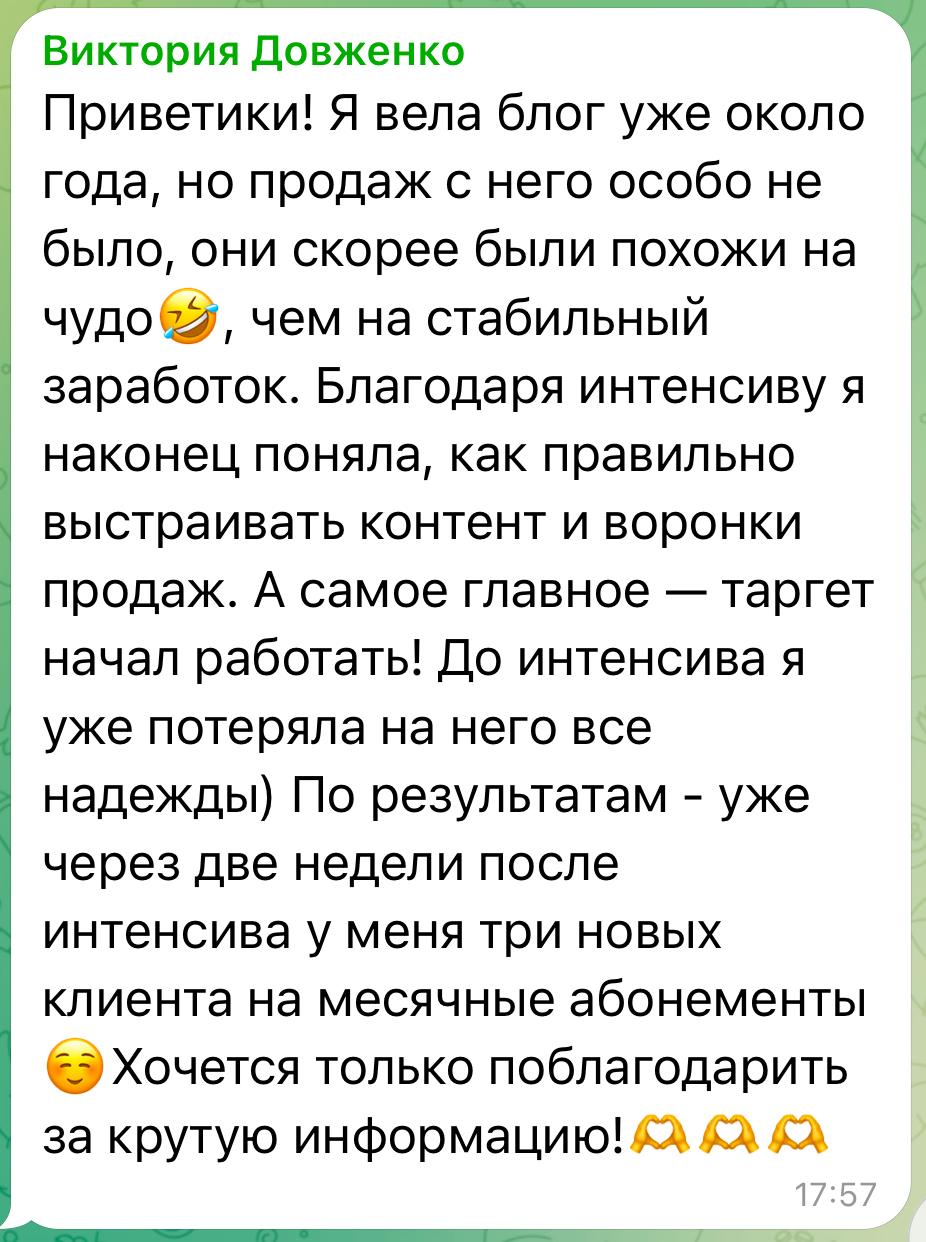 Виктория Довженко
Приветики! Я вела блог уже около
года, но продаж с него особо не
было, они скорее были похожи на
чудо🤣, чем на стабильный
заработок. Благодаря интенсиву я
наконец поняла, как правильно
выстраивать контент и воронки
продаж. А самое главное — таргет
начал работать! До интенсива я
уже потеряла на него все
надежды) По результатам - уже
через две недели после
интенсива у меня три новых
клиента на месячные абонементы
☺️Хочется только поблагодарить
за крутую информацию!🫶🫶🫶
17:57